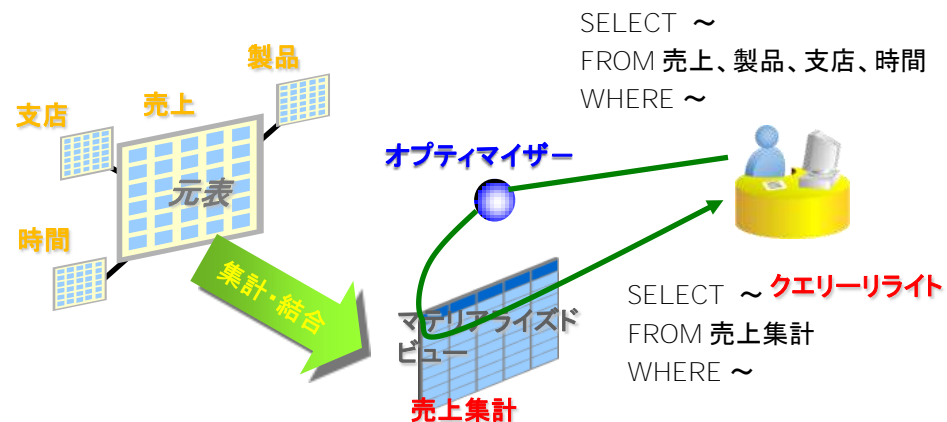 製品
売上
支店
元表
時間
集計・結合
オプティマイザー
SELECT ～
FROM 売上、製品、支店、時間
WHERE ～
マテリアライズド
ビュー
売上集計
クエリーリライト
SELECT ～
FROM 売上集計
WHERE ～